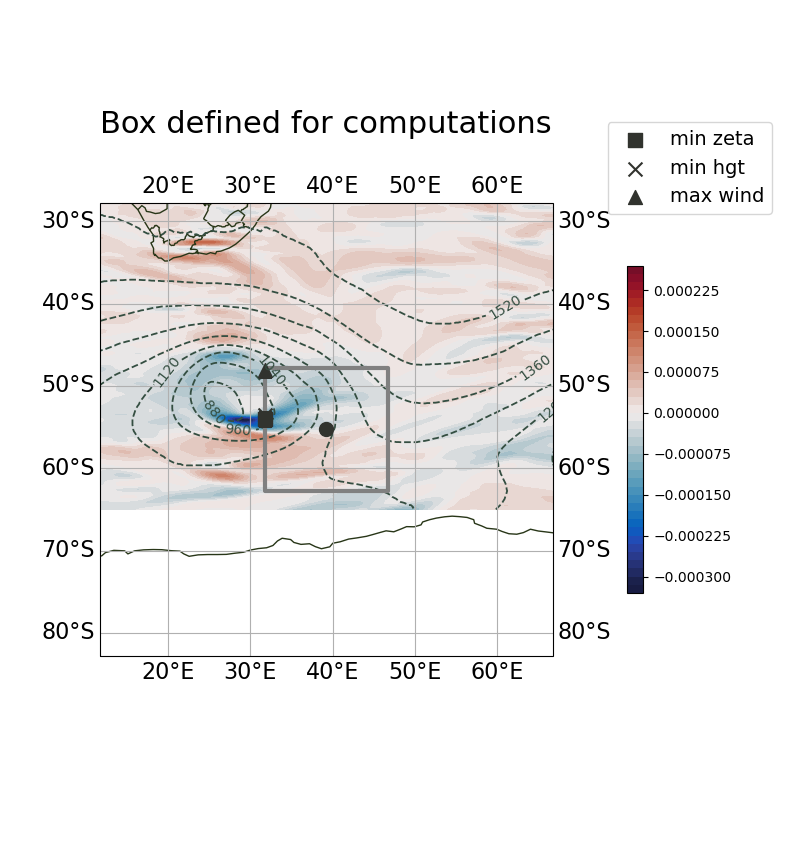 Box defined for computations
min zeta
min hgt
max wind
20°E 30°E 40°E 50°E 60°E
30°S 30°S
40°S 40°S
50°S 50°S
60°S 60°S
70°S 70°S
80°S 80°S
20°E 30°E 40°E 50°E 60°E
1520
1360
1120
880
960
0.000225
0.000150
0.000075
0.000000
−0.000075
−0.000150
−0.000225
−0.000300